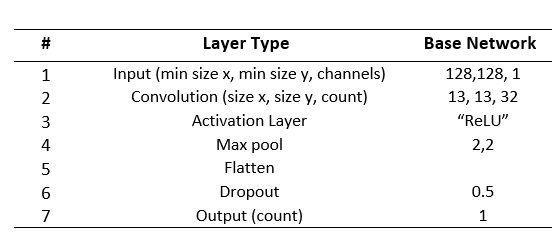 # Layer Type Base Network
1 Input (min size x, min size y, channels) 128,128, 1
2 Convolution (size x, size y, count) 13, 13, 32
3 Activation Layer “ReLU”
4 Max pool 2,2
5 Flatten
6 Dropout 0.5
7 Output (count) 1